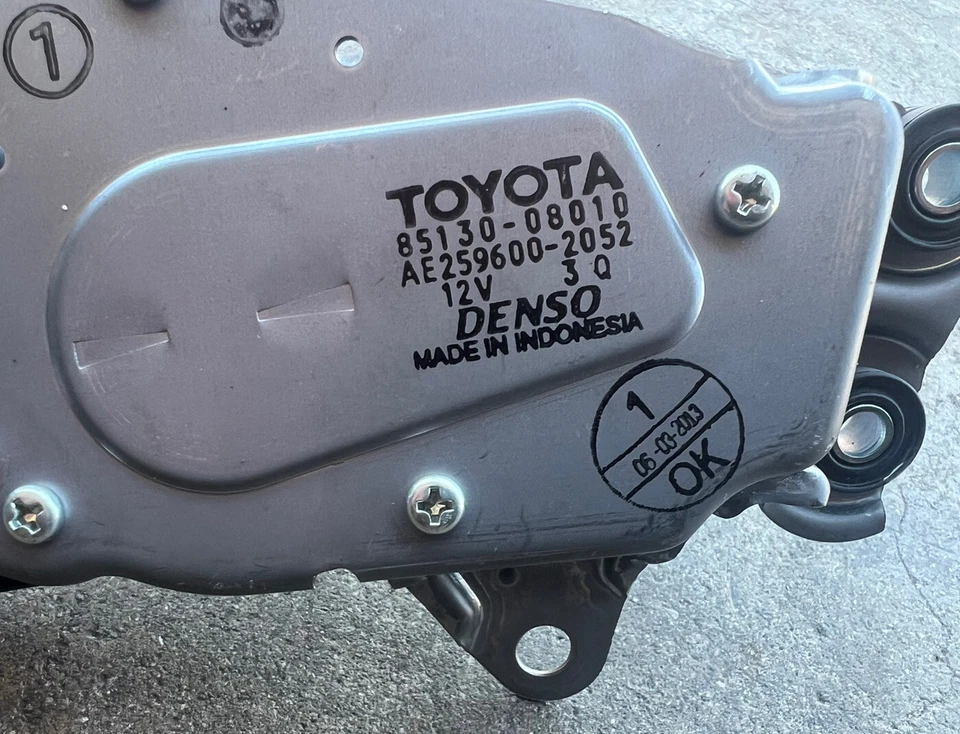 1
TOYOTA
85130-08010
AE259600-2052
12V 3 Q
DENSO
MADE IN INDONESIA
1
06-03-2013
OK